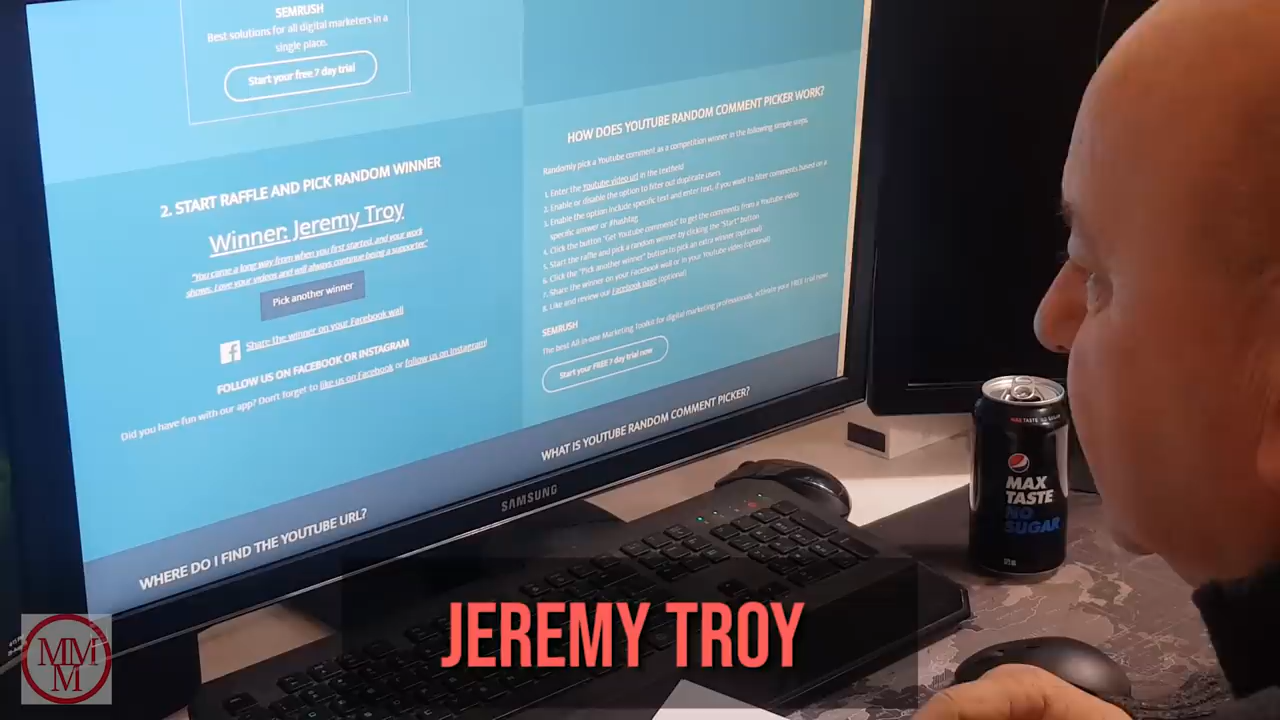 SEMRUSH
Best solutions for all digital marketers in a
single place.
Start your free 7 day trial
2. START RAFFLE AND PICK RANDOM WINNER
Winner: Jeremy Troy
"You came a long way from when you first started, and your work
shows. Love your videos and will always continue being a supporter."
Pick another winner
Share the winner on your Facebook wall
FOLLOW US ON FACEBOOK OR INSTAGRAM
Did you have fun with our app? Don't forget to like us on Facebook or follow us on Instagram!
WHERE DO I FIND THE YOUTUBE URL?
HOW DOES YOUTUBE RANDOM COMMENT PICKER WORK?
Randomly pick a Youtube comment as a competition winner in the following simple steps.
1. Enter the Youtube video url in the textfield
2. Enable or disable the option to filter out duplicate users
3. Enable the option include specific text and enter text, if you want to filter comments based on a
specific answer or #hashtag
4. Click the button "Get Youtube comments" to get the comments from a Youtube video
5. Start the raffle and pick a random winner by clicking the "Start" button
6. Click the "Pick another winner" button to pick an extra winner (optional)
7. Share the winner on your Facebook wall or in your Youtube video (optional)
8. Like and review our Facebook page (optional)
SEMRUSH
The best All-in-one Marketing Toolkit for digital marketing professionals, activate your FREE trial now!
Start your FREE 7 day trial now
WHAT IS YOUTUBE RANDOM COMMENT PICKER?
SAMSUNG
MAX TASTE NO SUGAR
MAX
TASTE
NO
SUGAR
JEREMY TROY
MMM
M